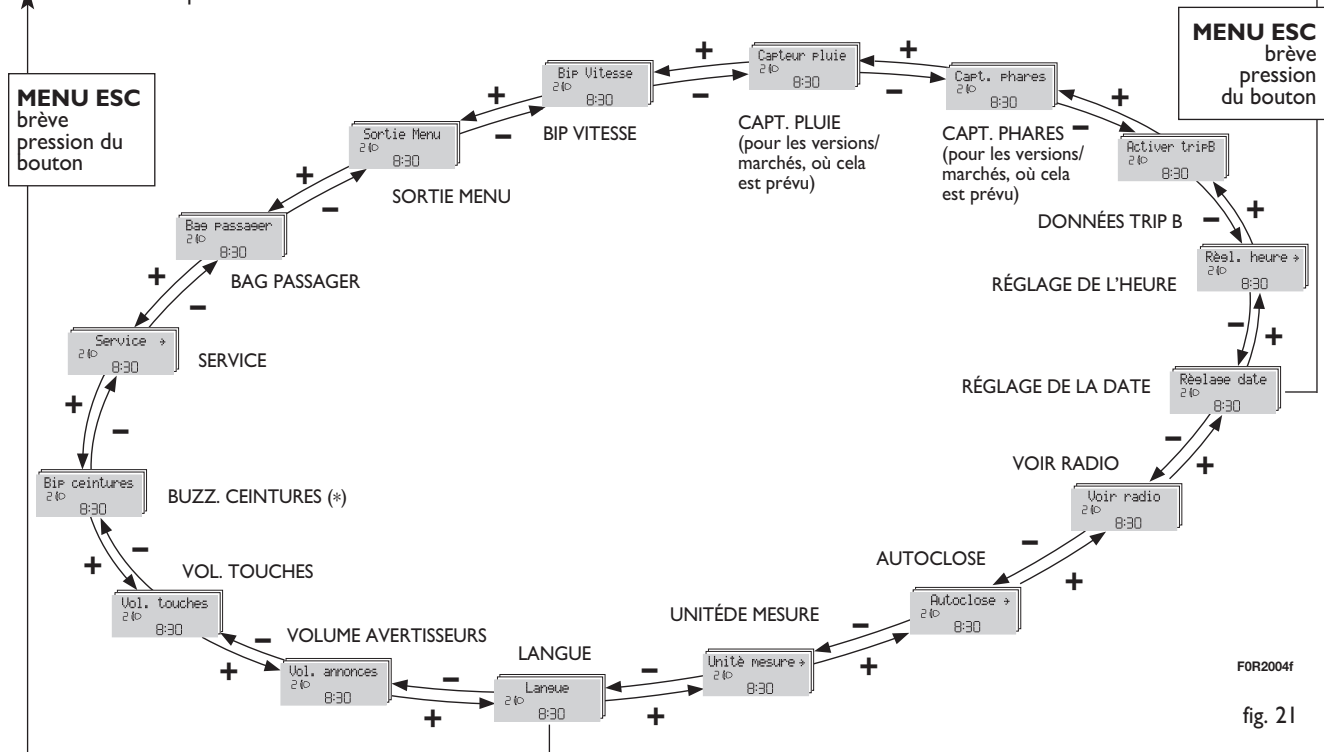 MENU ESC
brève
pression du
bouton
MENU ESC
brève
pression
du bouton
Bip Vitesse
8:30
BIP VITESSE
Capteur pluie
8:30
CAPT. PLUIE
(pour les versions/
marchés, où cela
est prévu)
Capt. phares
8:30
CAPT. PHARES
(pour les versions/
marchés, où cela
est prévu)
Activer tripB
8:30
DONNÉES TRIP B
Règl. heure →
8:30
RÉGLAGE DE L'HEURE
Règlage date
8:30
RÉGLAGE DE LA DATE
Voir radio
8:30
VOIR RADIO
Autoclose →
8:30
AUTOCLOSE
Unitè mesure →
8:30
UNITÉDE MESURE
Langue
8:30
LANGUE
Vol. annonces
8:30
VOLUME AVERTISSEURS
Vol. touches
8:30
VOL. TOUCHES
Bip ceintures
8:30
BUZZ. CEINTURES (*)
Service →
8:30
SERVICE
Bag passager
8:30
BAG PASSAGER
Sortie Menu
8:30
SORTIE MENU
F0R2004f
fig. 21